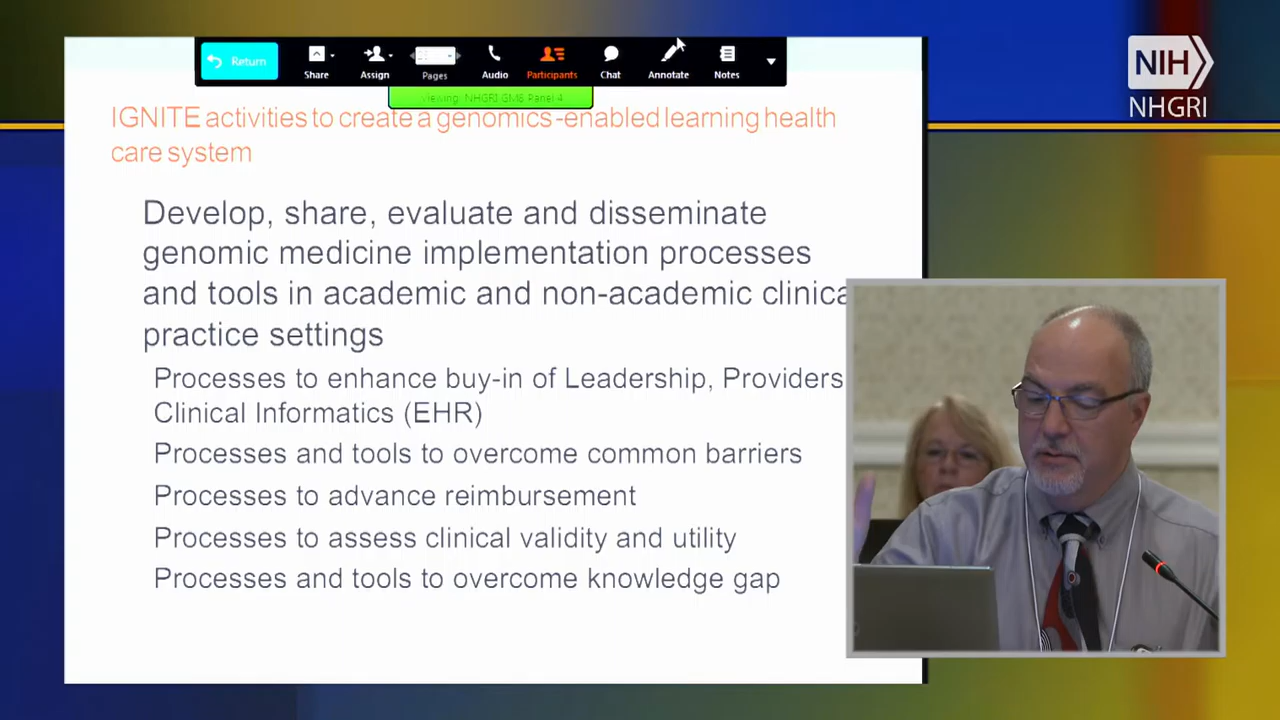 Return
Share
Assign
Pages
Audio
Participants
Chat
Annotate
Notes
Viewing: NHGRI GM8 Panel 4
NIH
NHGRI
IGNITE activities to create a genomics-enabled learning health
care system
Develop, share, evaluate and disseminate
genomic medicine implementation processes
and tools in academic and non-academic clinica
practice settings
Processes to enhance buy-in of Leadership, Providers
Clinical Informatics (EHR)
Processes and tools to overcome common barriers
Processes to advance reimbursement
Processes to assess clinical validity and utility
Processes and tools to overcome knowledge gap